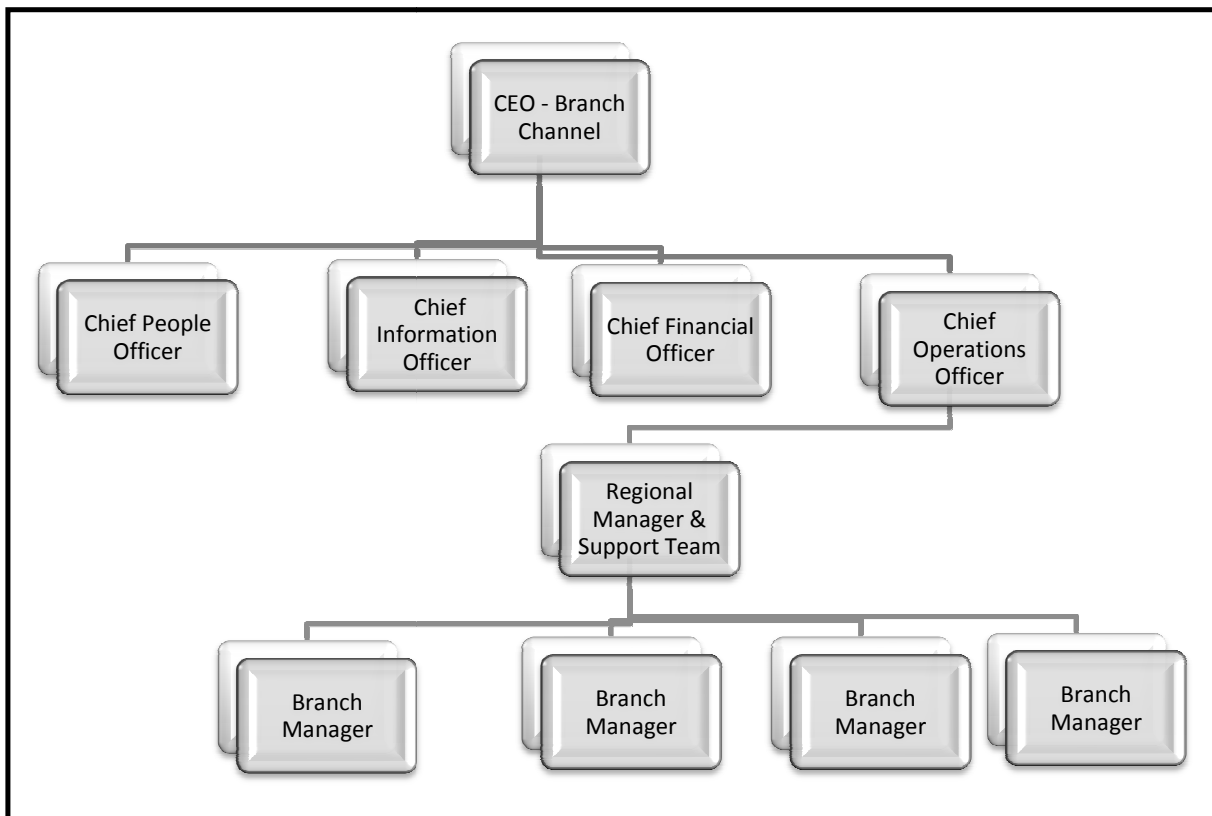 CEO - Branch
Channel
Chief People
Officer
Chief
Information
Officer
Chief Financial
Officer
Chief
Operations
Officer
Regional
Manager &
Support Team
Branch
Manager
Branch
Manager
Branch
Manager
Branch
Manager